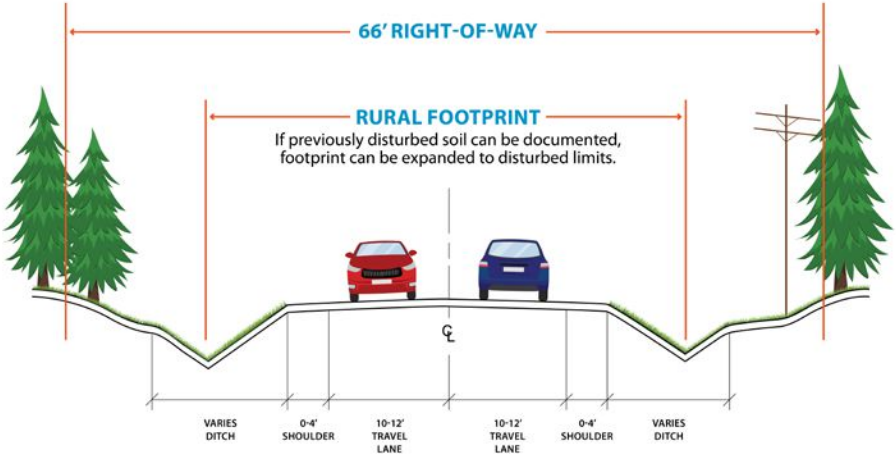 66' RIGHT-OF-WAY
RURAL FOOTPRINT
If previously disturbed soil can be documented,
footprint can be expanded to disturbed limits.
℄
VARIES
DITCH
0-4'
SHOULDER
10-12'
TRAVEL
LANE
10-12'
TRAVEL
LANE
0-4'
SHOULDER
VARIES
DITCH